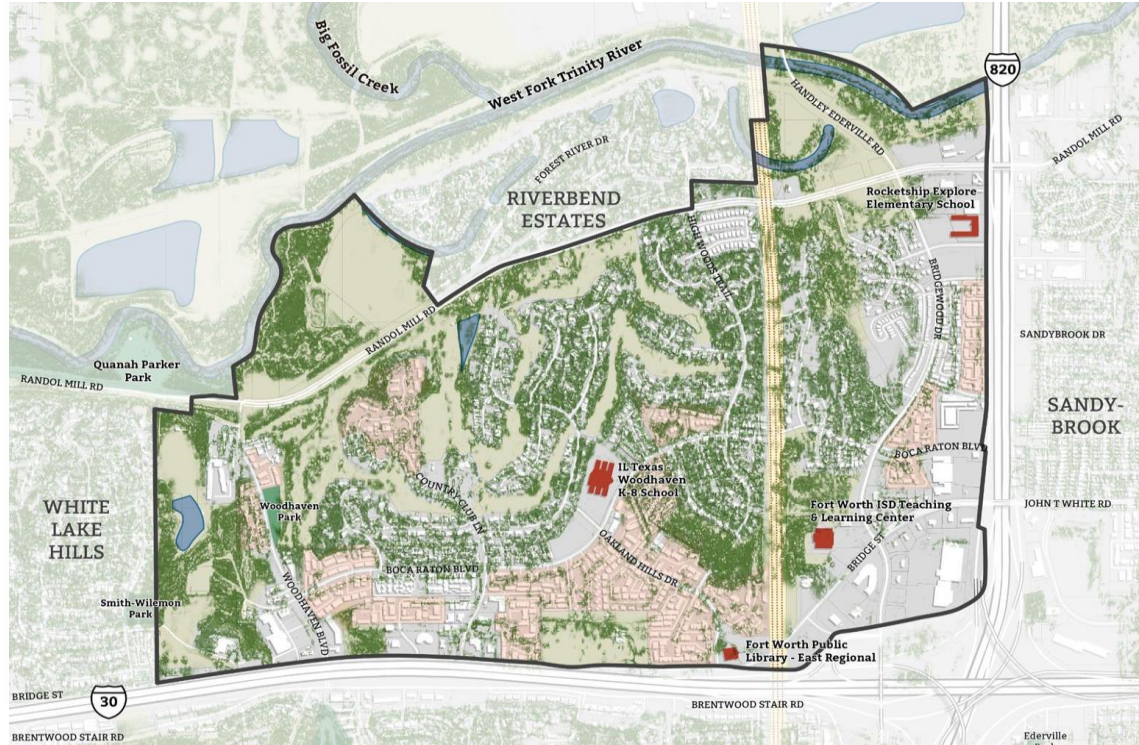 Big Fossil Creek
West Fork Trinity River
820
HANDLEY EDERVILLE RD
RANDOL MILL RD
FOREST RIVER DR
RIVERBEND
ESTATES
Rocketship Explore
Elementary School
HIGHWOODS TRAIL
BRIDGEWOOD DR
RANDOL MILL RD
SANDYBROOK DR
Quanah Parker
Park
RANDOL MILL RD
SANDY-
BROOK
BOCA RATON BLVD
IL Texas
Woodhaven
K-8 School
COUNTRY CLUB LN
WHITE
LAKE
HILLS
Woodhaven
Park
Fort Worth ISD Teaching
& Learning Center
JOHN T WHITE RD
OAKLAND HILLS DR
BRIDGE ST
BOCA RATON BLVD
WOODHAVEN BLVD
Smith-Wilemon
Park
Fort Worth Public
Library - East Regional
BRIDGE ST
30
BRENTWOOD STAIR RD
BRENTWOOD STAIR RD
Ederville